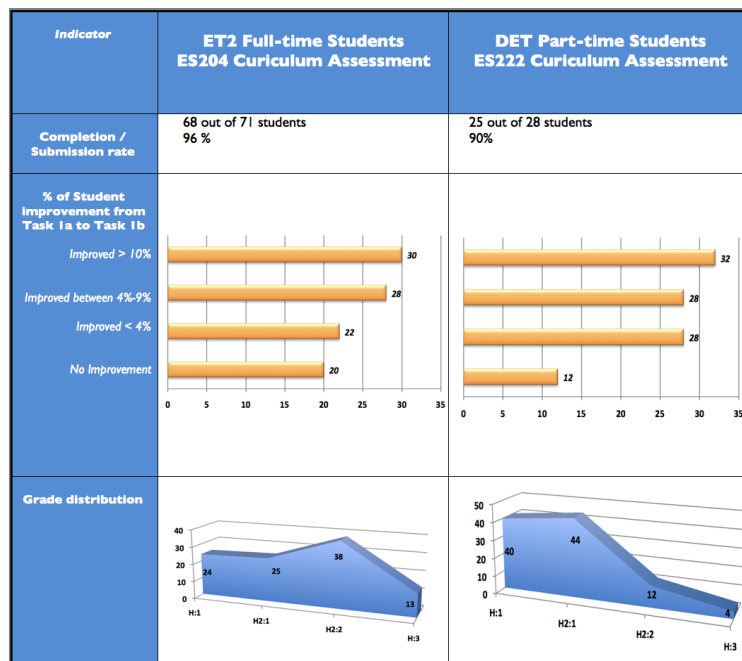 Indicator
ET2 Full-time Students
ES204 Curiculum Assessment
DET Part-time Students
ES222 Curiculum Assessment
Completion /
Submission rate
68 out of 71 students
96 %
25 out of 28 students
90%
% of Student
improvement from
Task 1a to Task 1b
Improved > 10%
Improved between 4%-9%
Improved < 4%
No Improvement
30
28
22
20
0 5 10 15 20 25 30 35
32
28
28
12
0 5 10 15 20 25 30 35
Grade distribution
40
30
20
10
0
24
25
38
13
H:1
H2:1
H2:2
H:3
50
40
30
20
10
0
40
44
12
4
H:1
H2:1
H2:2
H:3